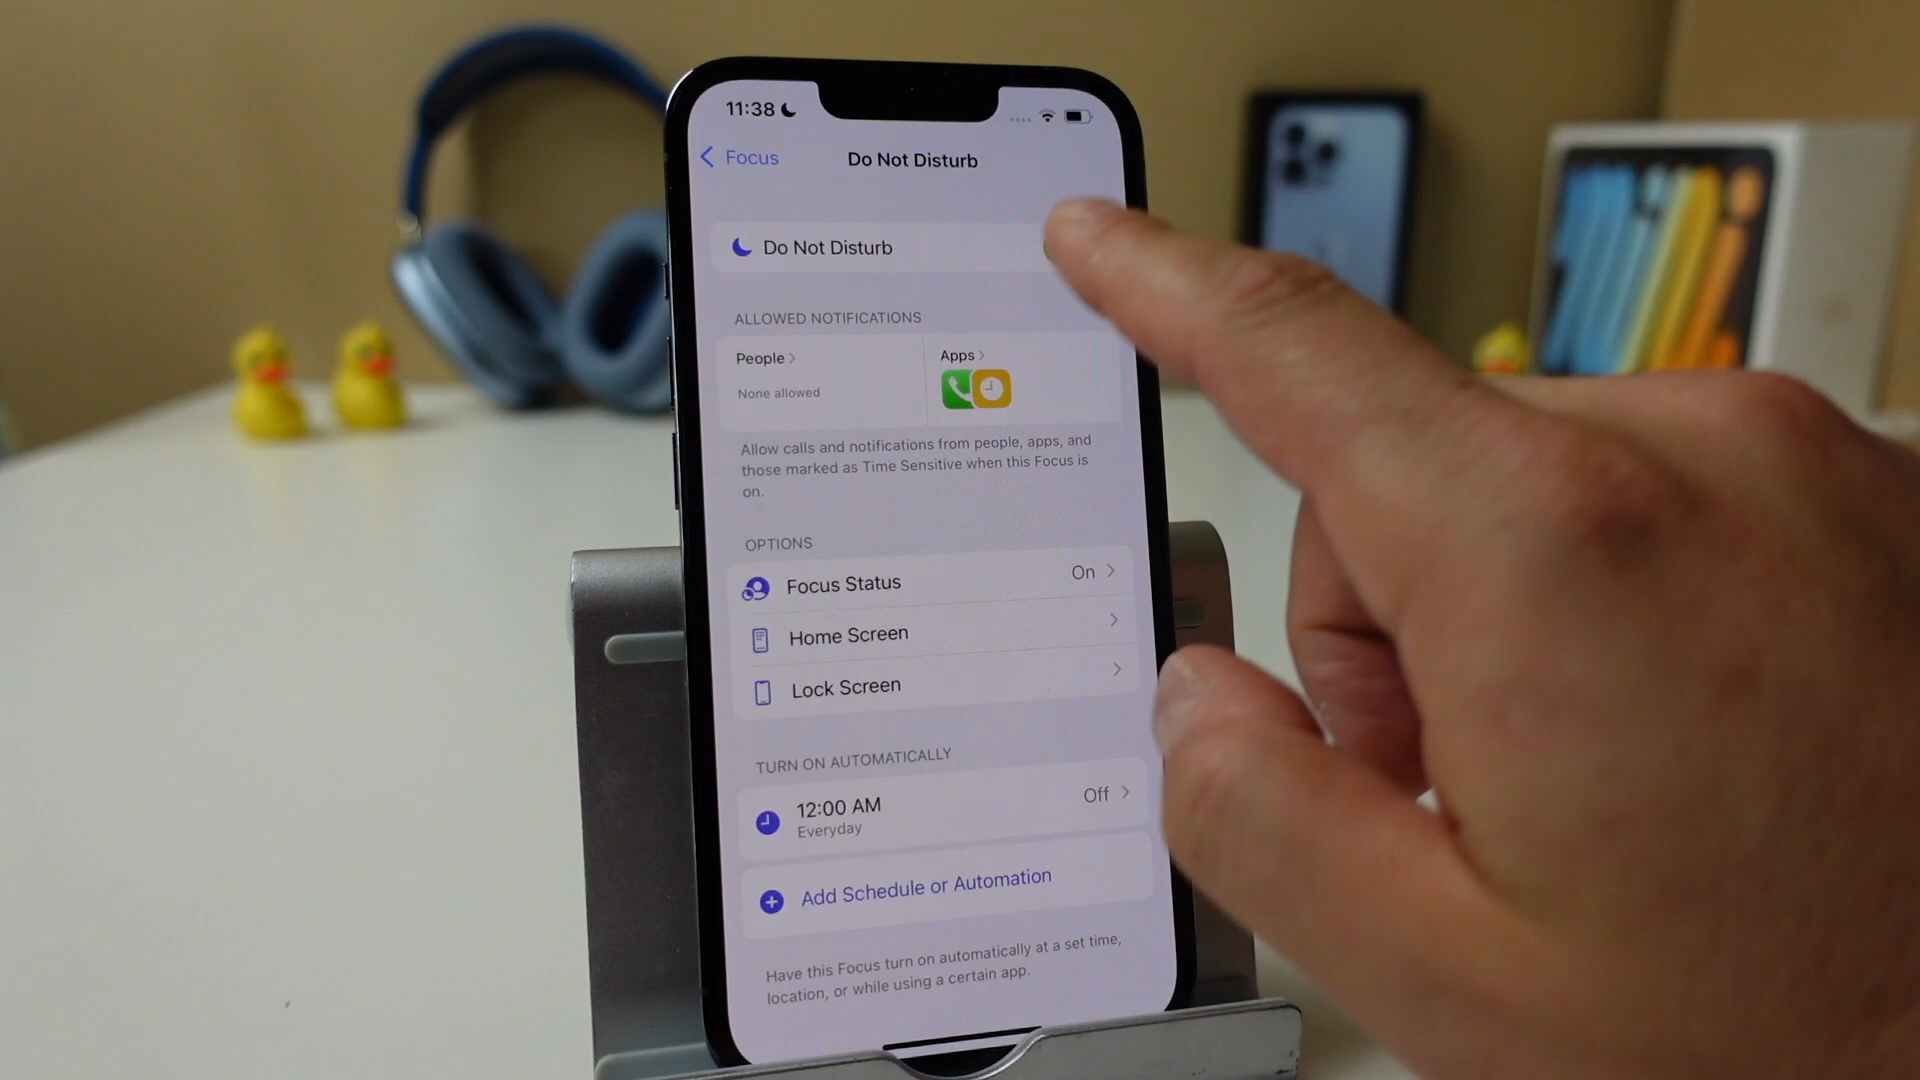 11:38
Focus
Do Not Disturb
Do Not Disturb
ALLOWED NOTIFICATIONS
People
None allowed
Apps
Allow calls and notifications from people, apps, and
those marked as Time Sensitive when this Focus is
on.
OPTIONS
Focus Status
On
Home Screen
Lock Screen
TURN ON AUTOMATICALLY
12:00 AM
Everyday
Off
Add Schedule or Automation
Have this Focus turn on automatically at a set time,
location, or while using a certain app.